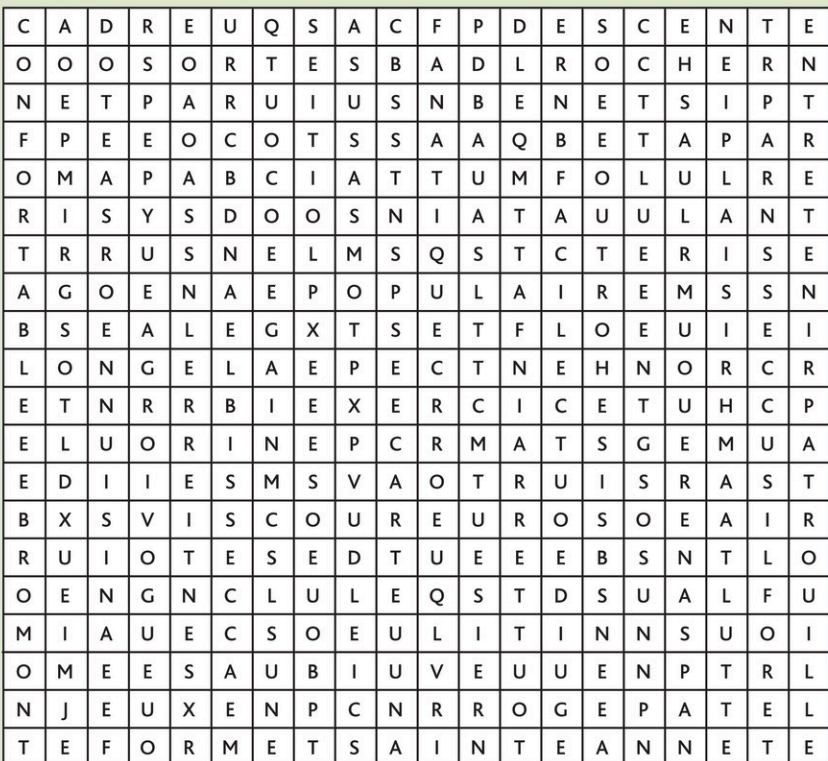 C A D R E U Q S A C F P D E S C E N T E
O O O S O R T E S B A D L R O C H E R N
N E T P A R U I U S N B E N E T S I P T
F P E E O C O T S S A A Q B E T A P A R
O M A P A B C I A T T U M F O L U L R E
R I S Y S D O O S N I A T A U U L A N T
T R R U S N E L M S Q S T C T E R I S E
A G O E N A E P O P U L A I R E M S S N
B S E A L E G X T S E T F L O E U I E I
L O N G E L A E P E C T N E H N O R C R
E T N R R B I E X E R C I C E T U H C P
E L U O R I N E P C R M A T S G E M U A
E D I I E S M S V A O T R U I S R A S T
B X S V I S C O U R E U R O S O E A I R
R U I O T E S E D T U E E E B S N T L O
O E N G N C L U L E Q S T D S U A L F U
M I A U E C S O E U L I T I N N S U O I
O M E E S A U B I U V E U U E N P T R L
N J E U X E N P C N R R O G E P A T E L
T E F O R M E T S A I N T E A N N E T E